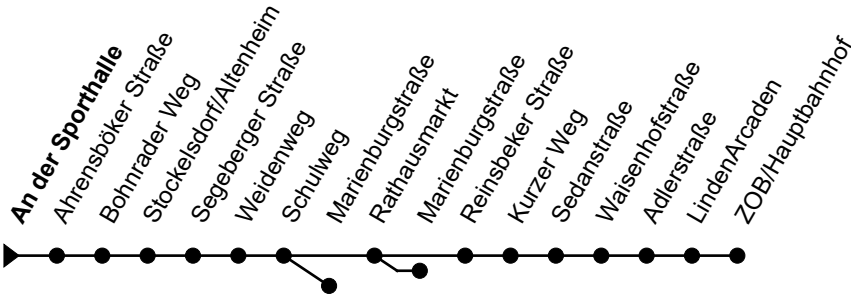 An der Sporthalle
Ahrensböker Straße
Bohnrader Weg
Stockelsdorf/Altenheim
Segeberger Straße
Weidenweg
Schulweg
Marienburgstraße
Rathausmarkt
Marienburgstraße
Reinsbeker Straße
Kurzer Weg
Sedanstraße
Waisenhofstraße
Adlerstraße
LindenArcaden
ZOB/Hauptbahnhof